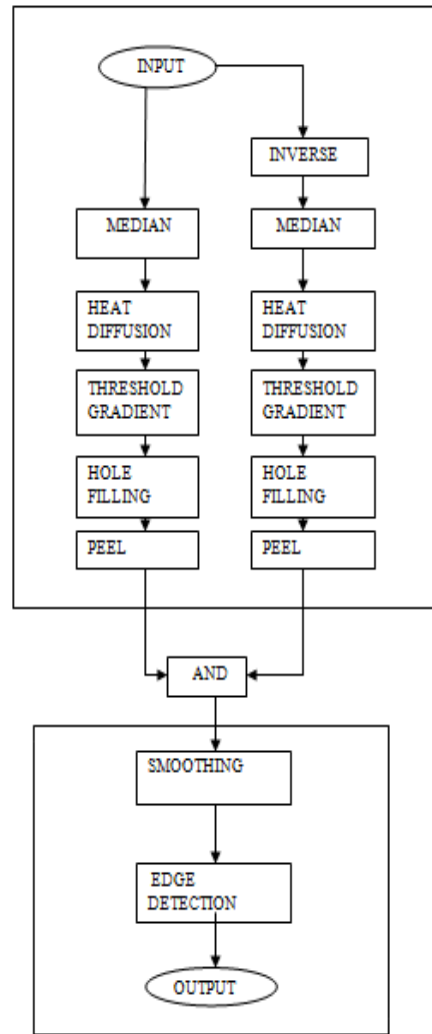 INPUT
INVERSE
MEDIAN
MEDIAN
HEAT
DIFFUSION
HEAT
DIFFUSION
THRESHOLD
GRADIENT
THRESHOLD
GRADIENT
HOLE
FILLING
HOLE
FILLING
PEEL
PEEL
AND
SMOOTHING
EDGE
DETECTION
OUTPUT